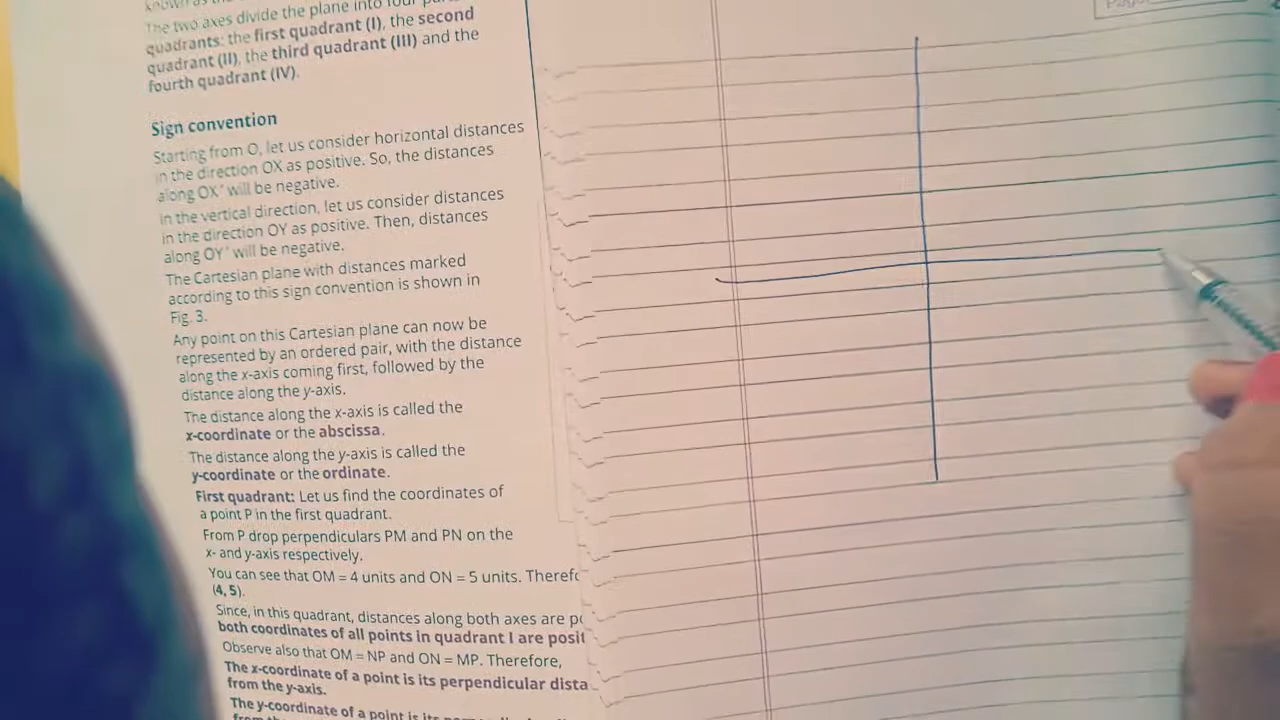 known as the
The two axes divide the plane into four
quadrants: the first quadrant (I), the second
quadrant (II), the third quadrant (III) and the
fourth quadrant (IV).
Sign convention
Starting from O, let us consider horizontal distances
in the direction OX as positive. So, the distances
along OX' will be negative.
In the vertical direction, let us consider distances
in the direction OY as positive. Then, distances
along OY' will be negative.
The Cartesian plane with distances marked
according to this sign convention is shown in
Fig. 3.
Any point on this Cartesian plane can now be
represented by an ordered pair, with the distance
along the x-axis coming first, followed by the
distance along the y-axis.
The distance along the x-axis is called the
x-coordinate or the abscissa.
The distance along the y-axis is called the
y-coordinate or the ordinate.
First quadrant: Let us find the coordinates of
a point P in the first quadrant.
From P drop perpendiculars PM and PN on the
x- and y-axis respectively.
You can see that OM = 4 units and ON = 5 units. Therefo
(4, 5).
Since, in this quadrant, distances along both axes are po
both coordinates of all points in quadrant I are posit
Observe also that OM = NP and ON = MP. Therefore,
The x-coordinate of a point is its perpendicular dista
from the y-axis.
The y-coordinate of a point is its